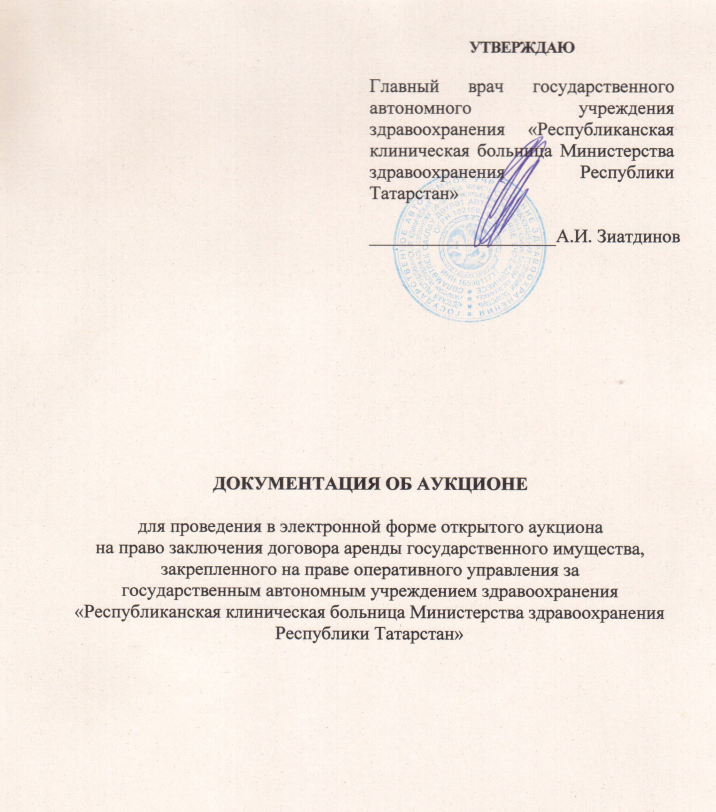 УТВЕРЖДАЮ
Главный врач государственного
автономного учреждения
здравоохранения «Республиканская
клиническая больница Министерства
здравоохранения Республики
Татарстан»
А.И. Зиатдинов
ДОКУМЕНТАЦИЯ ОБ АУКЦИОНЕ
для проведения в электронной форме открытого аукциона
на право заключения договора аренды государственного имущества,
закрепленного на праве оперативного управления за
государственным автономным учреждением здравоохранения
«Республиканская клиническая больница Министерства здравоохранения
Республики Татарстан»